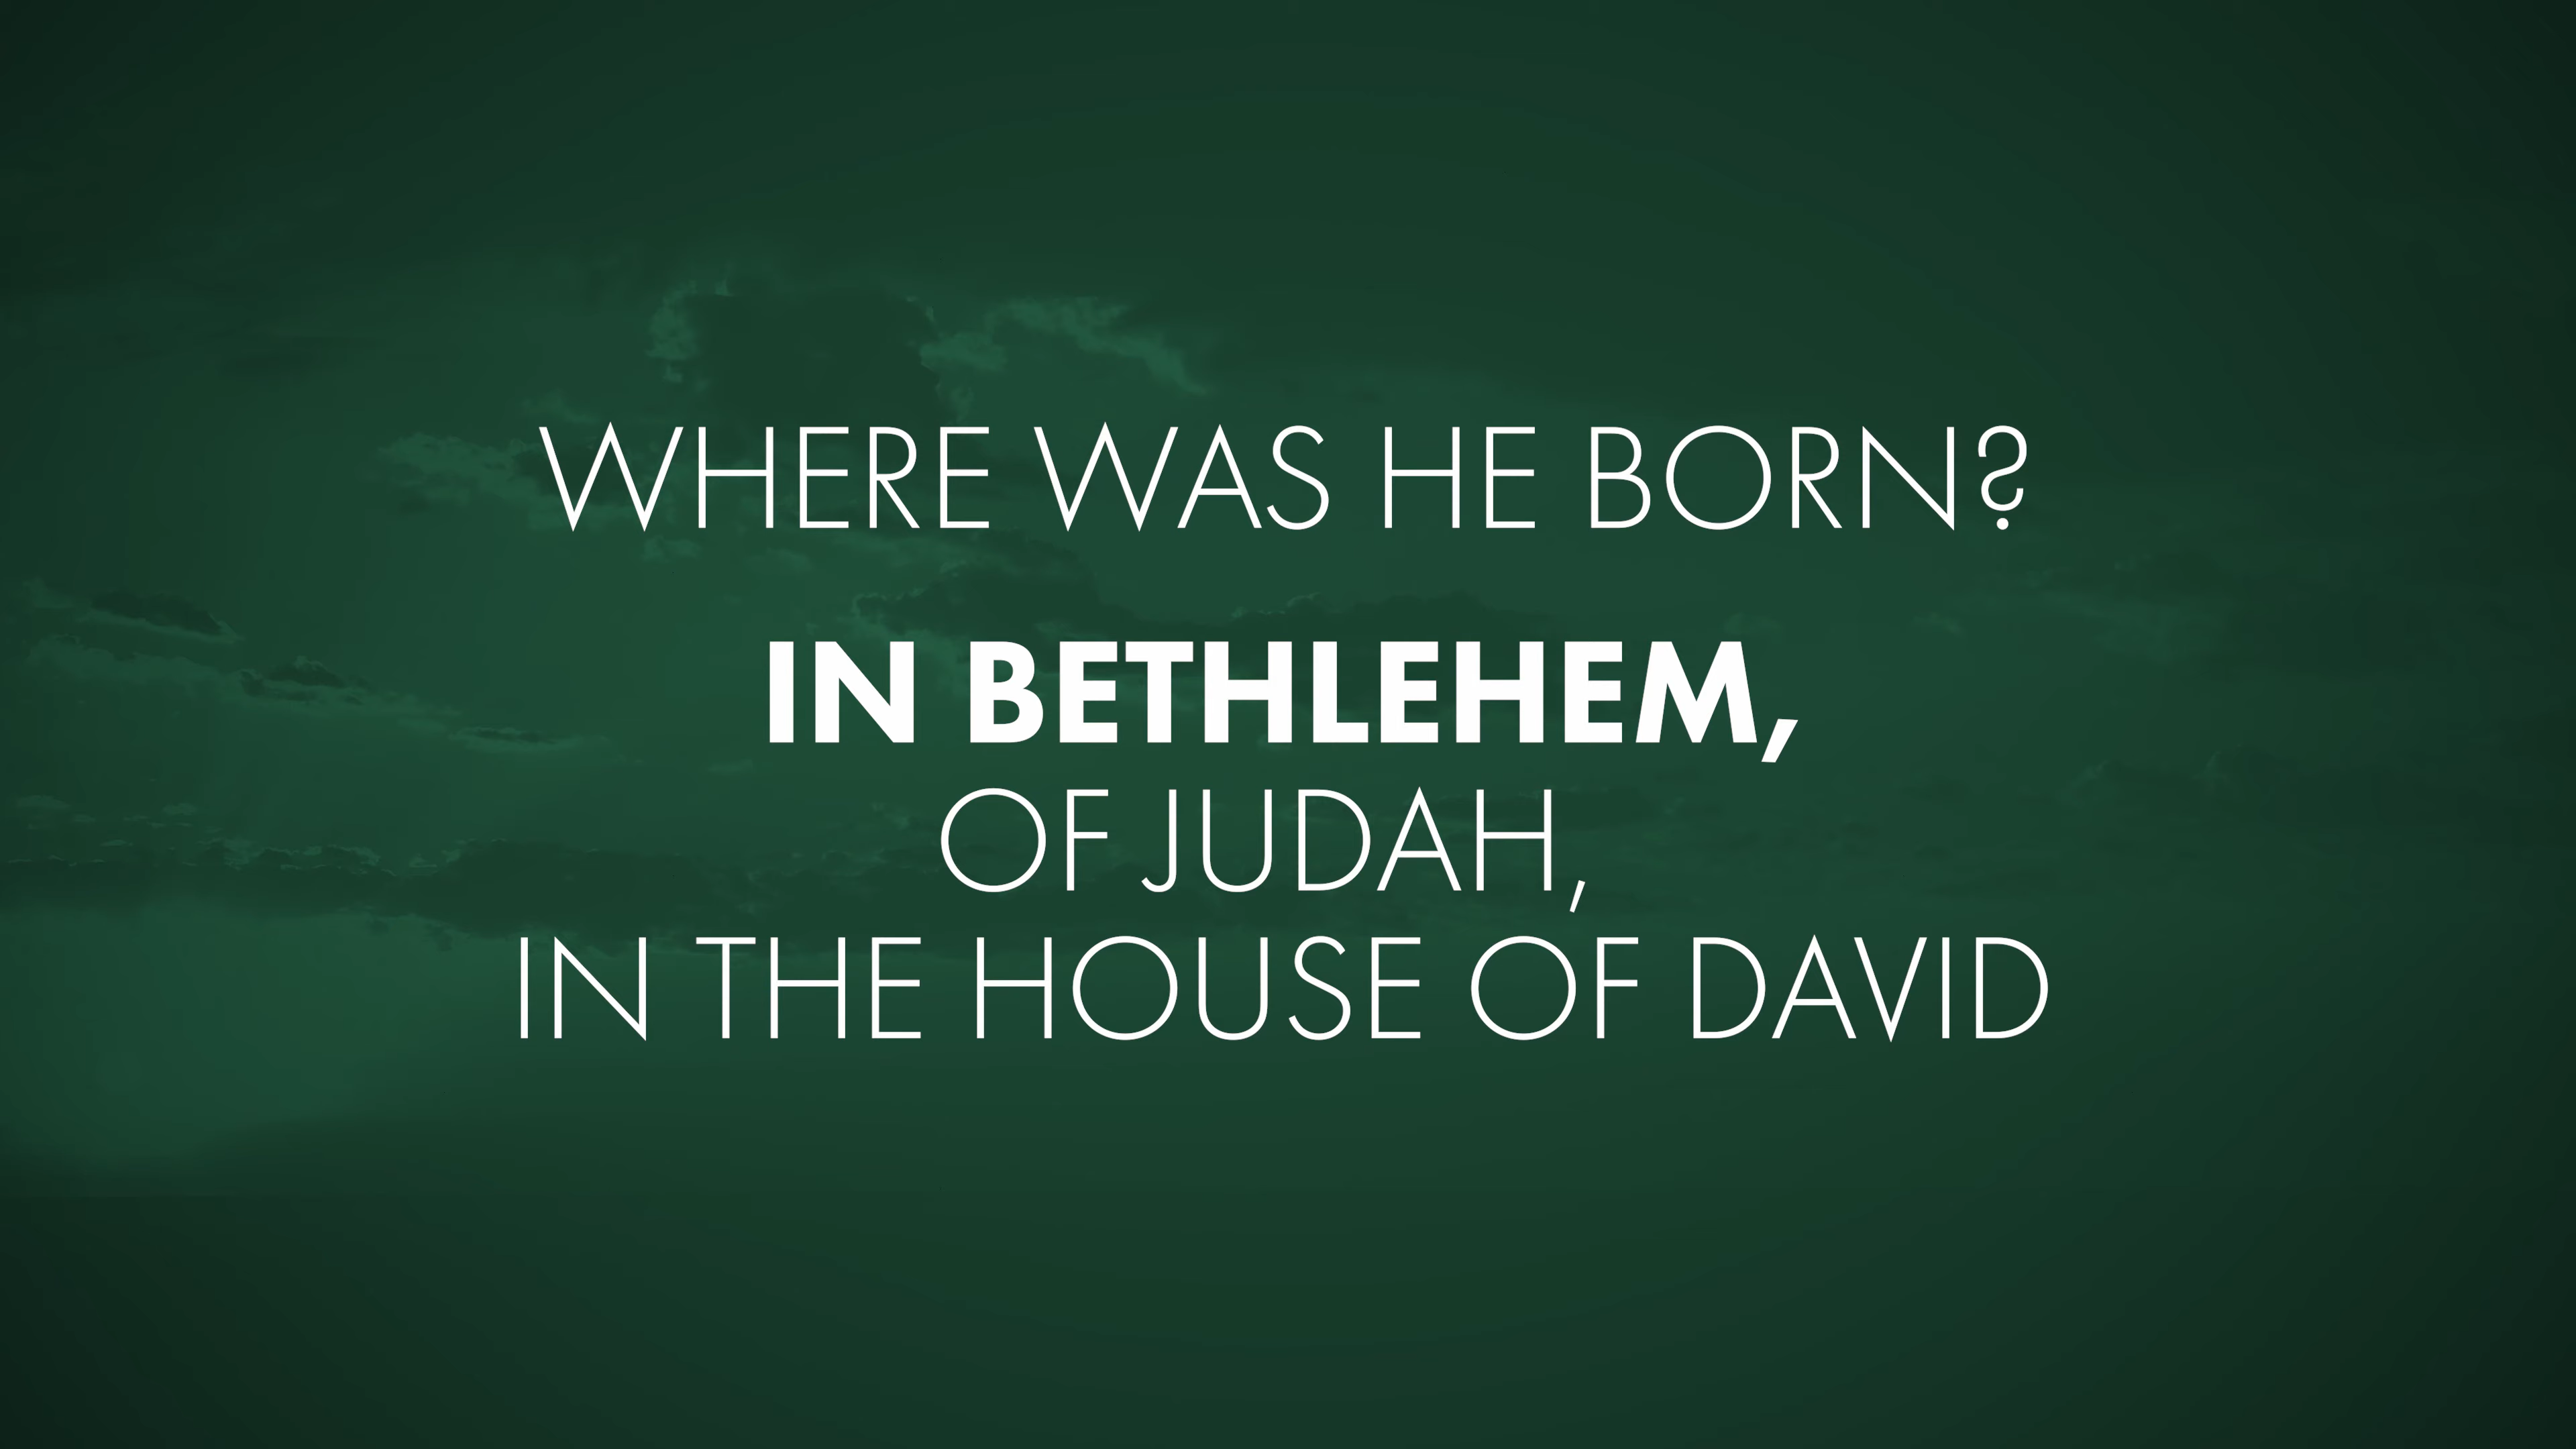 WHERE WAS HE BORN?
IN BETHLEHEM,
OF JUDAH,
IN THE HOUSE OF DAVID